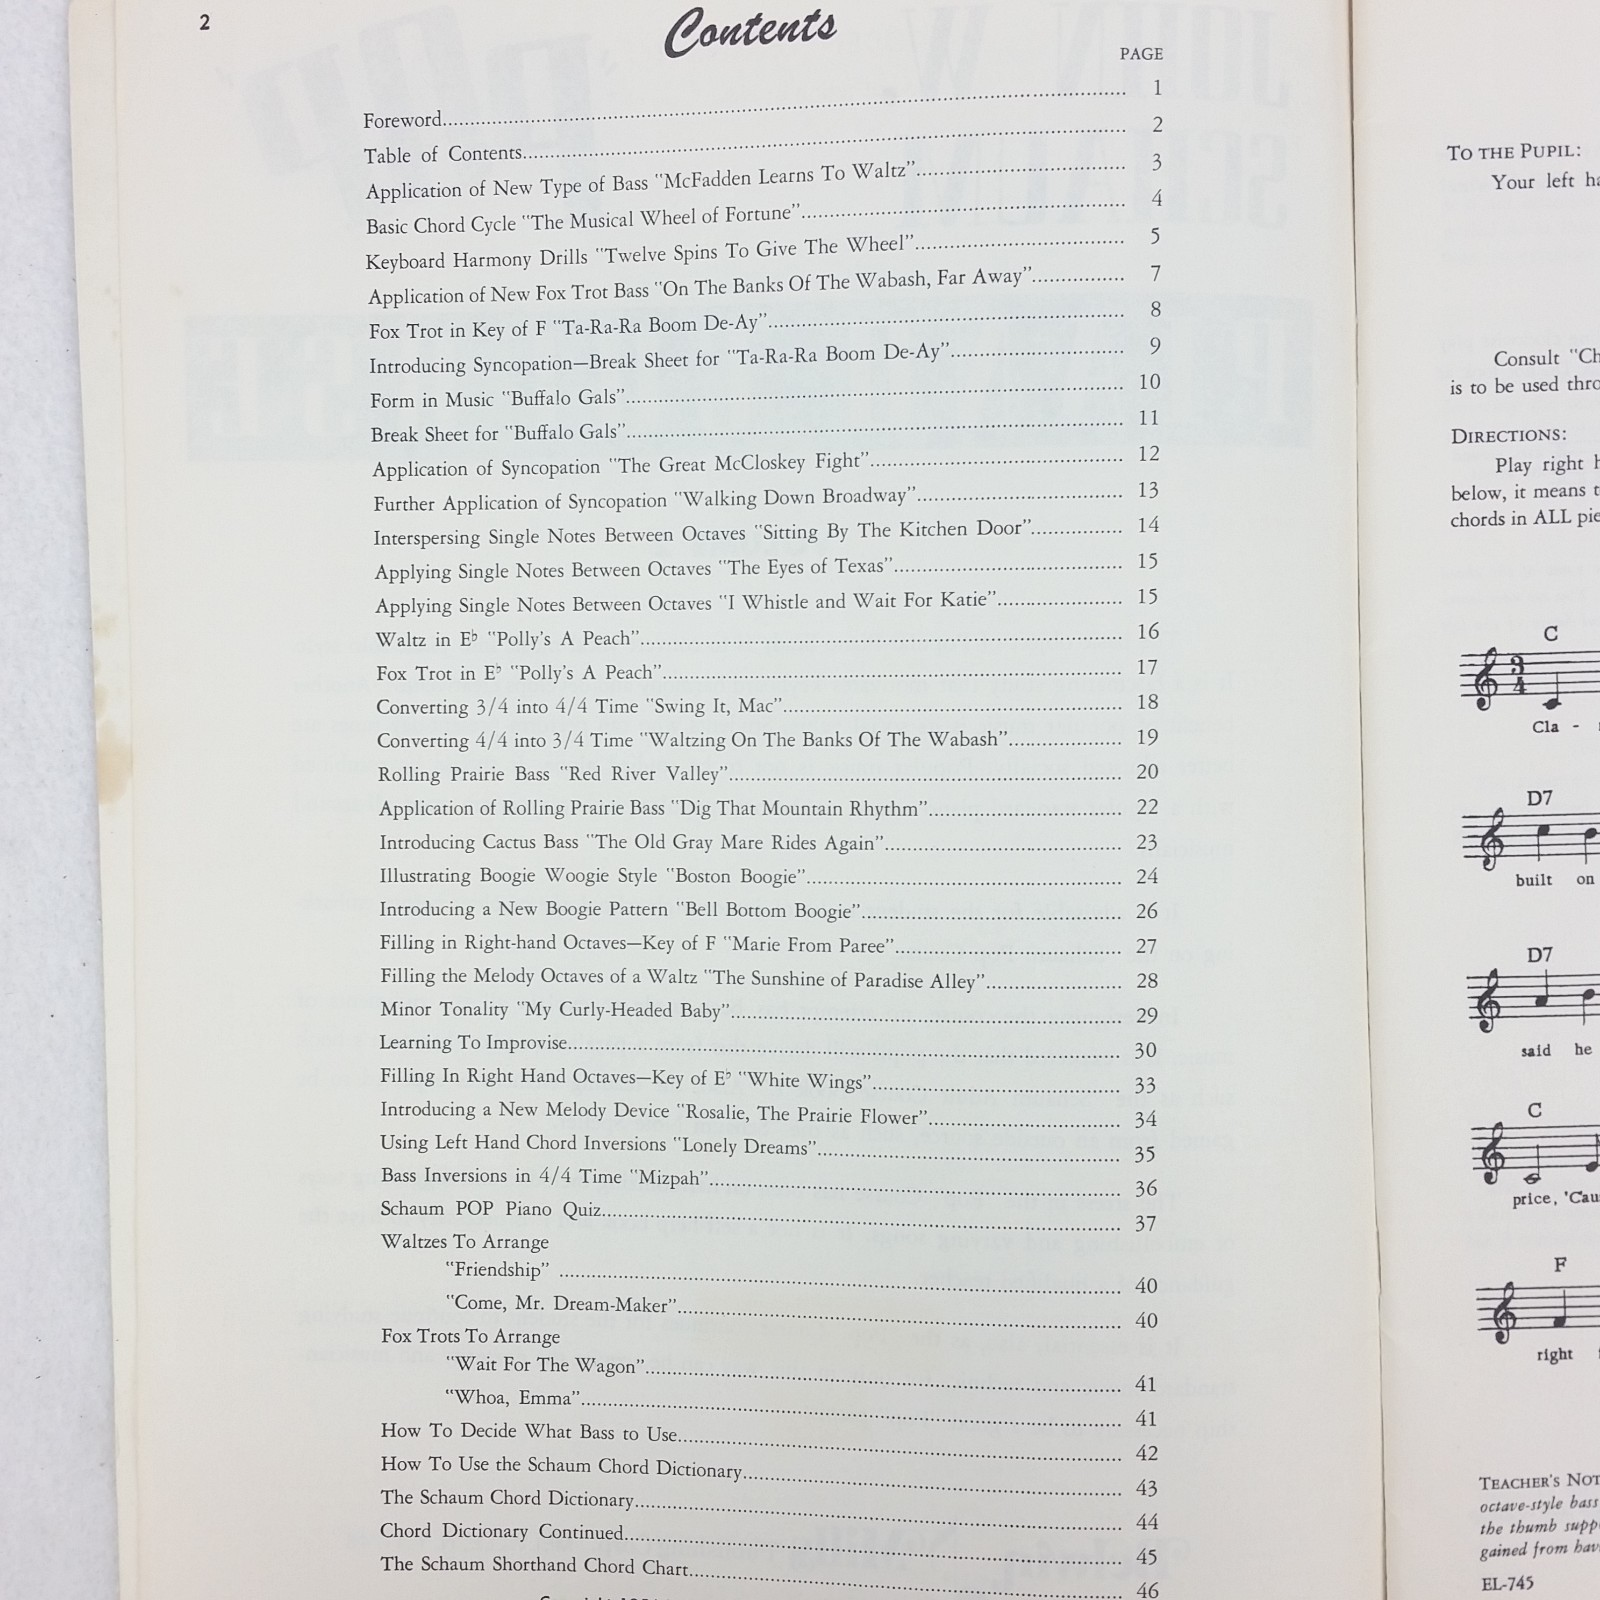 2
Contents
PAGE
Foreword 1
Table of Contents 2
Application of New Type of Bass "McFadden Learns To Waltz" 3
Basic Chord Cycle "The Musical Wheel of Fortune" 4
Keyboard Harmony Drills "Twelve Spins To Give The Wheel" 5
Application of New Fox Trot Bass "On The Banks Of The Wabash, Far Away" 7
Fox Trot in Key of F "Ta-Ra-Ra Boom De-Ay" 8
Introducing Syncopation—Break Sheet for "Ta-Ra-Ra Boom De-Ay" 9
Form in Music "Buffalo Gals" 10
Break Sheet for "Buffalo Gals" 11
Application of Syncopation "The Great McCloskey Fight" 12
Further Application of Syncopation "Walking Down Broadway" 13
Interspersing Single Notes Between Octaves "Sitting By The Kitchen Door" 14
Applying Single Notes Between Octaves "The Eyes of Texas" 15
Applying Single Notes Between Octaves "I Whistle and Wait For Katie" 15
Waltz in E♭ "Polly's A Peach" 16
Fox Trot in E♭ "Polly's A Peach" 17
Converting 3/4 into 4/4 Time "Swing It, Mac" 18
Converting 4/4 into 3/4 Time "Waltzing On The Banks Of The Wabash" 19
Rolling Prairie Bass "Red River Valley" 20
Application of Rolling Prairie Bass "Dig That Mountain Rhythm" 22
Introducing Cactus Bass "The Old Gray Mare Rides Again" 23
Illustrating Boogie Woogie Style "Boston Boogie" 24
Introducing a New Boogie Pattern "Bell Bottom Boogie" 26
Filling in Right-hand Octaves—Key of F "Marie From Paree" 27
Filling the Melody Octaves of a Waltz "The Sunshine of Paradise Alley" 28
Minor Tonality "My Curly-Headed Baby" 29
Learning To Improvise 30
Filling In Right Hand Octaves—Key of E♭ "White Wings" 33
Introducing a New Melody Device "Rosalie, The Prairie Flower" 34
Using Left Hand Chord Inversions "Lonely Dreams" 35
Bass Inversions in 4/4 Time "Mizpah" 36
Schaum POP Piano Quiz 37
Waltzes To Arrange
"Friendship" 40
"Come, Mr. Dream-Maker" 40
Fox Trots To Arrange
"Wait For The Wagon" 41
"Whoa, Emma" 41
How To Decide What Bass to Use 42
How To Use the Schaum Chord Dictionary 43
The Schaum Chord Dictionary 44
Chord Dictionary Continued 45
The Schaum Shorthand Chord Chart 46
TO THE PUPIL:
Your left
Consult
is to be used
DIRECTIONS:
Play right
below, it means
chords in ALL
C
3
4
Cla -
D7
built on
D7
said he
C
price,
F
right
TEACHER'S
octave-style bass
the thumb
gained from
EL-745